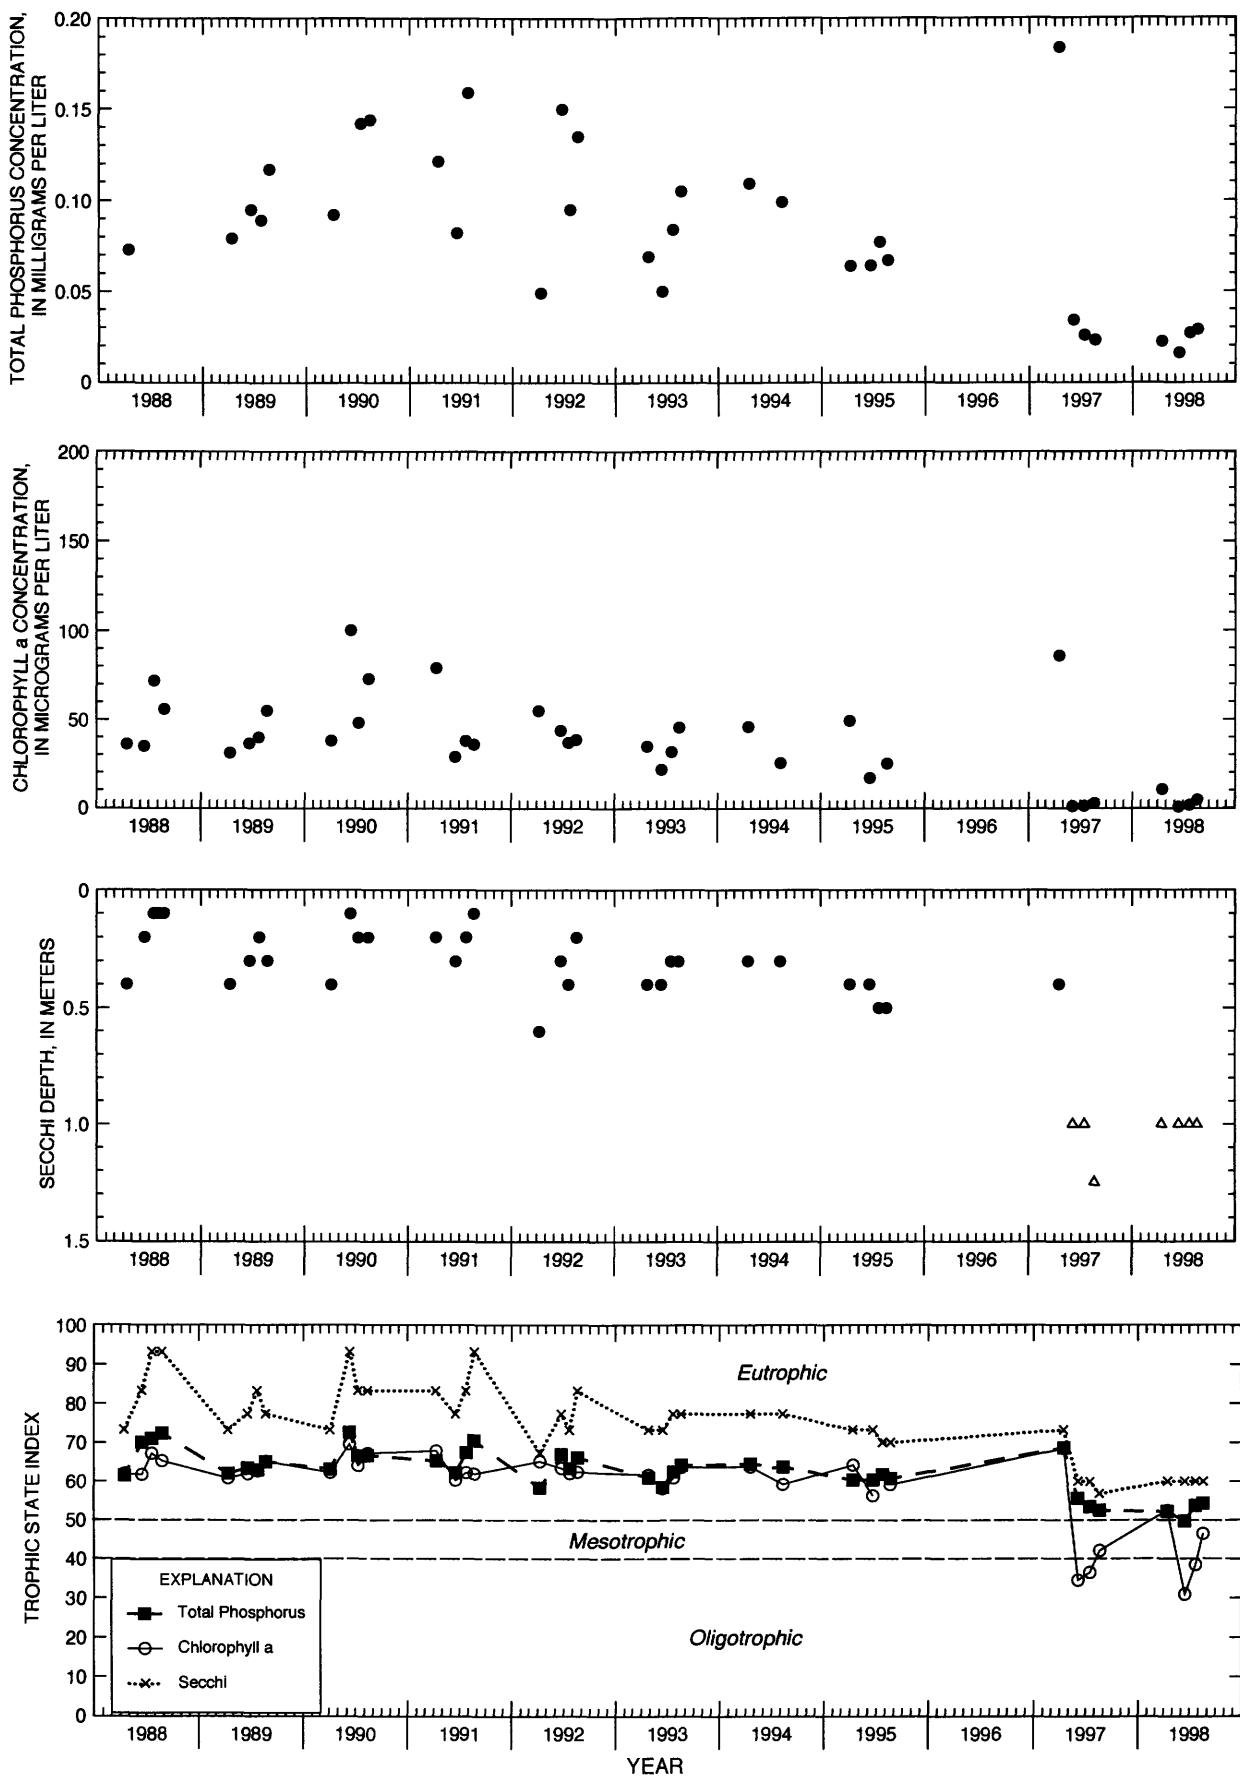 TOTAL PHOSPHORUS CONCENTRATION,
IN MILLIGRAMS PER LITER
0.20
0.15
0.10
0.05
0
1988 1989 1990 1991 1992 1993 1994 1995 1996 1997 1998
CHLOROPHYLL a CONCENTRATION,
IN MICROGRAMS PER LITER
200
150
100
50
0
1988 1989 1990 1991 1992 1993 1994 1995 1996 1997 1998
SECCHI DEPTH, IN METERS
0
0.5
1.0
1.5
1988 1989 1990 1991 1992 1993 1994 1995 1996 1997 1998
TROPHIC STATE INDEX
100
90
80
70
60
50
40
30
20
10
0
Eutrophic
Mesotrophic
Oligotrophic
EXPLANATION
Total Phosphorus
Chlorophyll a
Secchi
1988 1989 1990 1991 1992 1993 1994 1995 1996 1997 1998
YEAR